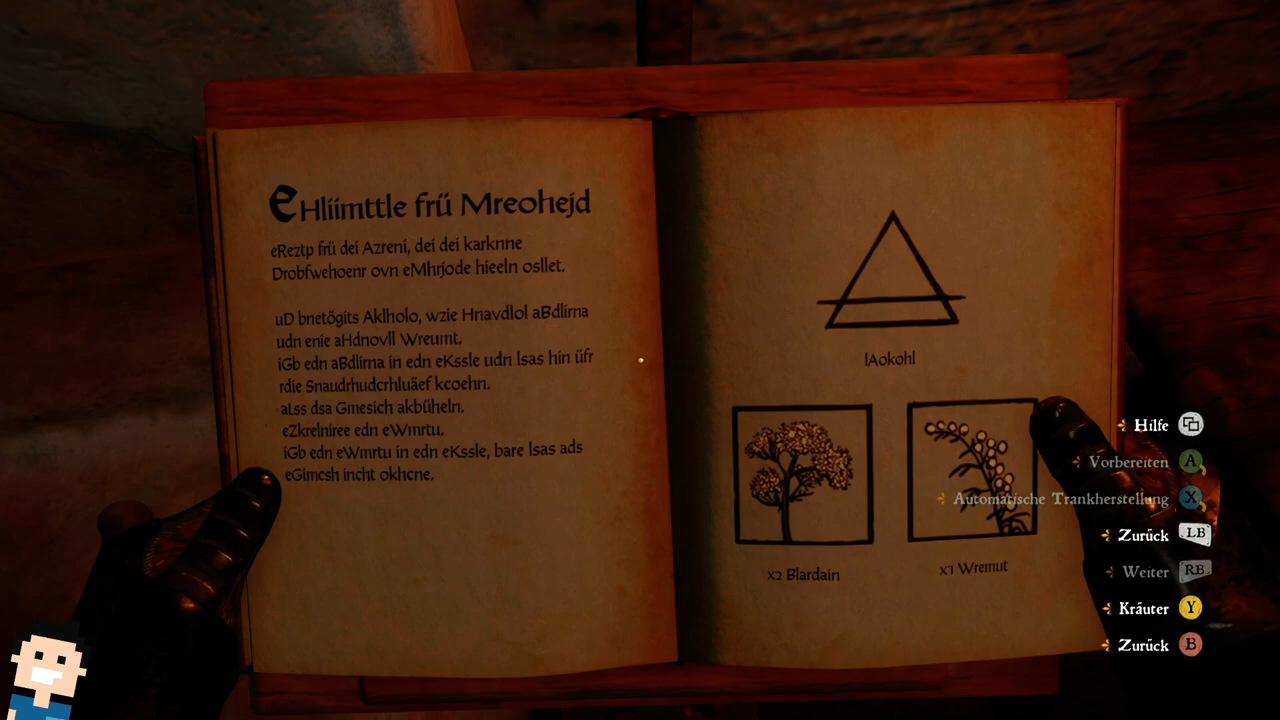 eHliimttle frü Mreohejd
eReztp frü dei Azreni, dei dei karknne
Drobfwehoenr ovn eMhrjode hieeln osllet.
uD bnetögits Aklholo, wzie Hnavdlol aBdlirna
udn enie aHdnovll Wreumt.
iGb edn aBdlirna in edn eKssle udn lsas hin üfr
rdie Snaudrhudcrhluäef kcoehn.
aLss dsa Gmesich akbüheln.
eZkrelniree edn eWmrtu.
iGb edn eWmrtu in edn eKssle, bare lsas ads
eGimcsh incht okhcne.
lAokohl
x2 Blardain
x1 Wremut
Hilfe
Vorbereiten A
Automatische Trankherstellung X
Zurück LB
Weiter RB
Kräuter Y
Zurück B